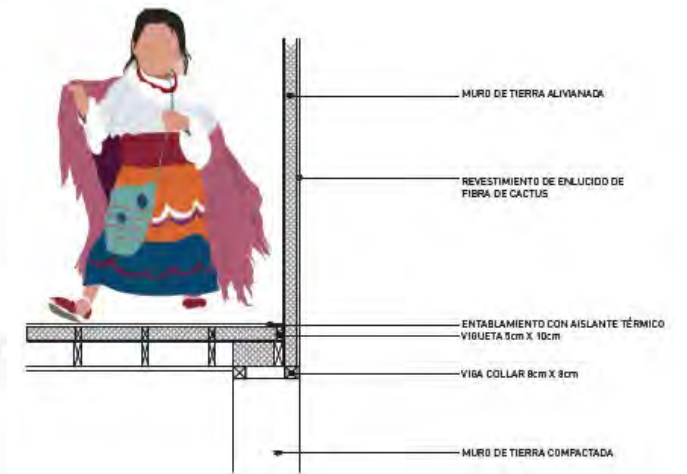 MURO DE TIERRA ALIVIANADA
REVESTIMIENTO DE ENLUCIDO DE
FIBRA DE CACTUS
ENTABLAMIENTO CON AISLANTE TÉRMICO
VIGUETA 5cm X 10cm
VIGA COLLAR 8cm X 8cm
MURO DE TIERRA COMPACTADA